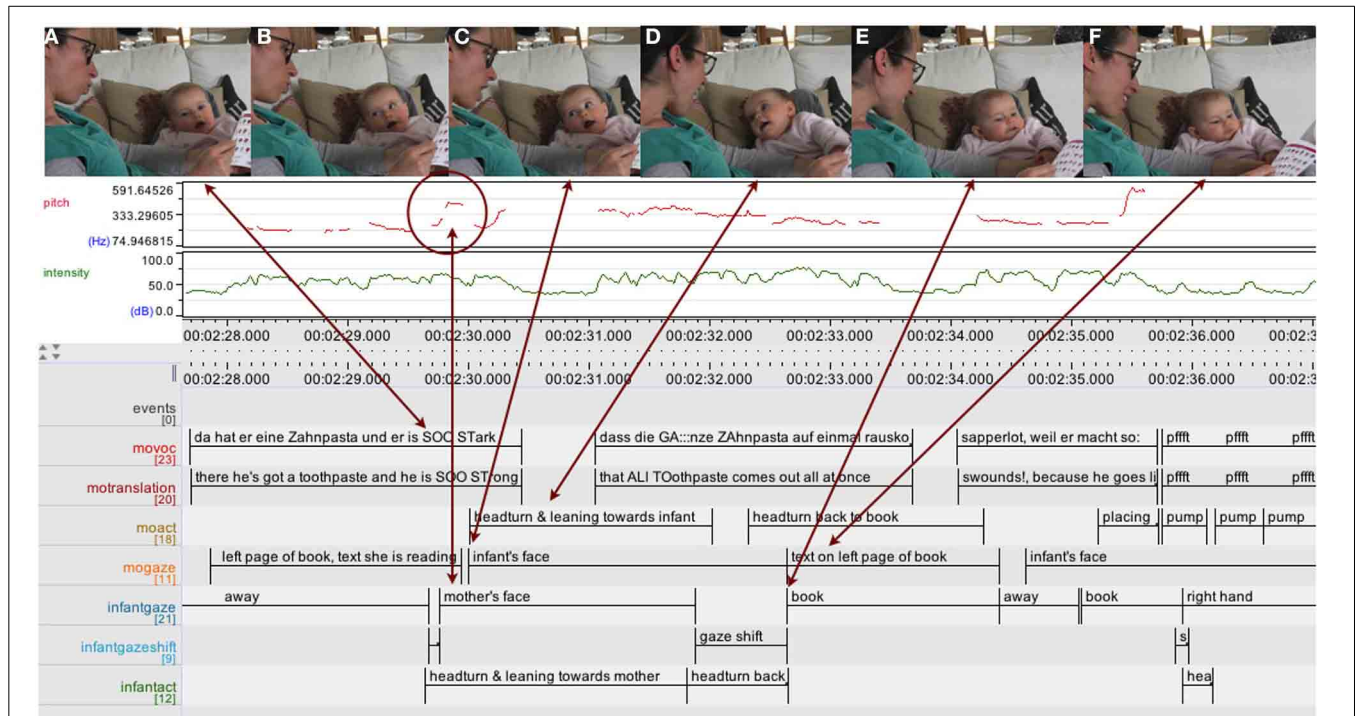 A B C D E F
pitch
591.64526
333.29605
(Hz) 74.946815
intensity
100.0
50.0
(dB) 0.0
00:02:28.000 00:02:29.000 00:02:30.000 00:02:31.000 00:02:32.000 00:02:33.000 00:02:34.000 00:02:35.000 00:02:36.000 00:02:3
00:02:28.000 00:02:29.000 00:02:30.000 00:02:31.000 00:02:32.000 00:02:33.000 00:02:34.000 00:02:35.000 00:02:36.000 00:02:3
events
[0]
movoc
[23]
da hat er eine Zahnpasta und er is SOO STark dass die GA:::nze ZAhnpasta auf einmal rausko sapperlot, weil er macht so: pffft pffft pffft
motranslation
[20]
there he's got a toothpaste and he is SOO STrong that ALl TOothpaste comes out all at once swounds!, because he goes li pffft pffft pffft
moact
[18]
headturn & leaning towards infant headturn back to book placing pump pump pump
mogaze
[11]
left page of book, text she is reading infant's face text on left page of book infant's face
infantgaze
[21]
away mother's face book away book right hand
infantgazeshift
[9]
gaze shift s
infantact
[12]
headturn & leaning towards mother headturn back hea